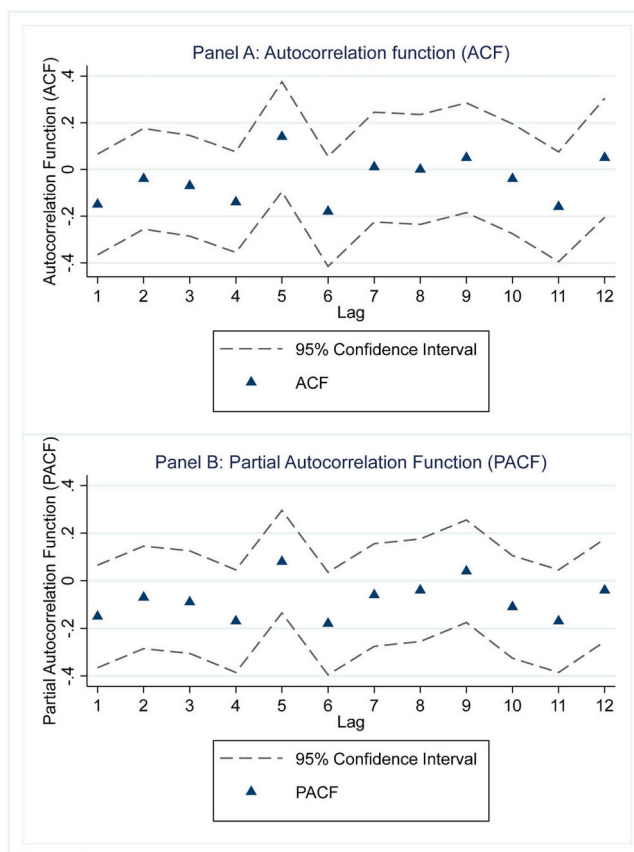 Panel A: Autocorrelation function (ACF)
Autocorrelation Function (ACF)
.4
.2
0
-.2
-.4
1 2 3 4 5 6 7 8 9 10 11 12
Lag
95% Confidence Interval
ACF
Panel B: Partial Autocorrelation Function (PACF)
Partial Autocorrelation Function (PACF)
.4
.2
0
-.2
-.4
1 2 3 4 5 6 7 8 9 10 11 12
Lag
95% Confidence Interval
PACF